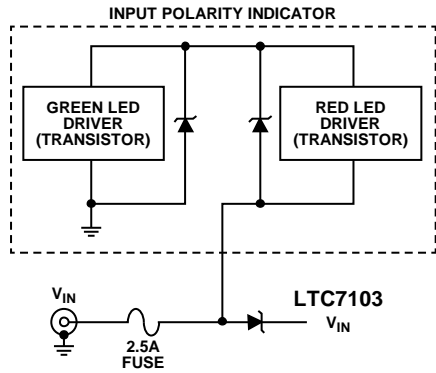 INPUT POLARITY INDICATOR
GREEN LED
DRIVER
(TRANSISTOR)
RED LED
DRIVER
(TRANSISTOR)
VIN
2.5A
FUSE
LTC7103
VIN